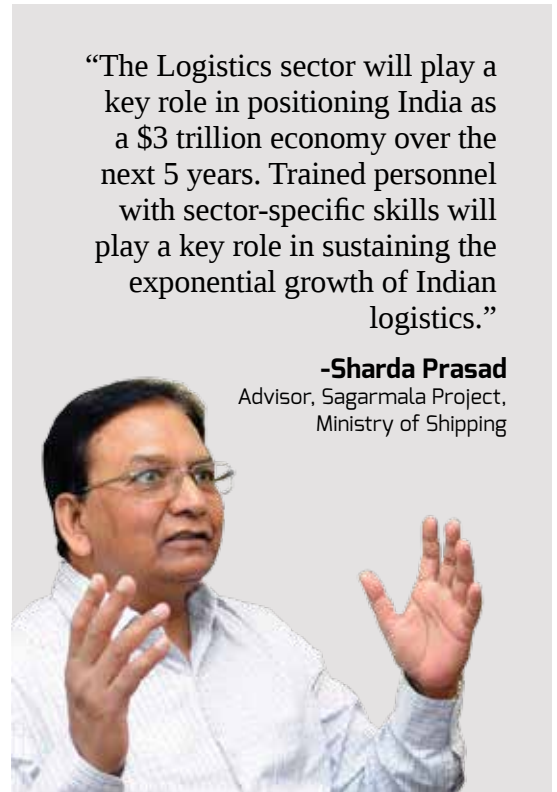 “The Logistics sector will play a
key role in positioning India as
a $3 trillion economy over the
next 5 years. Trained personnel
with sector-specific skills will
play a key role in sustaining the
exponential growth of Indian
logistics.”
-Sharda Prasad
Advisor, Sagarmala Project,
Ministry of Shipping